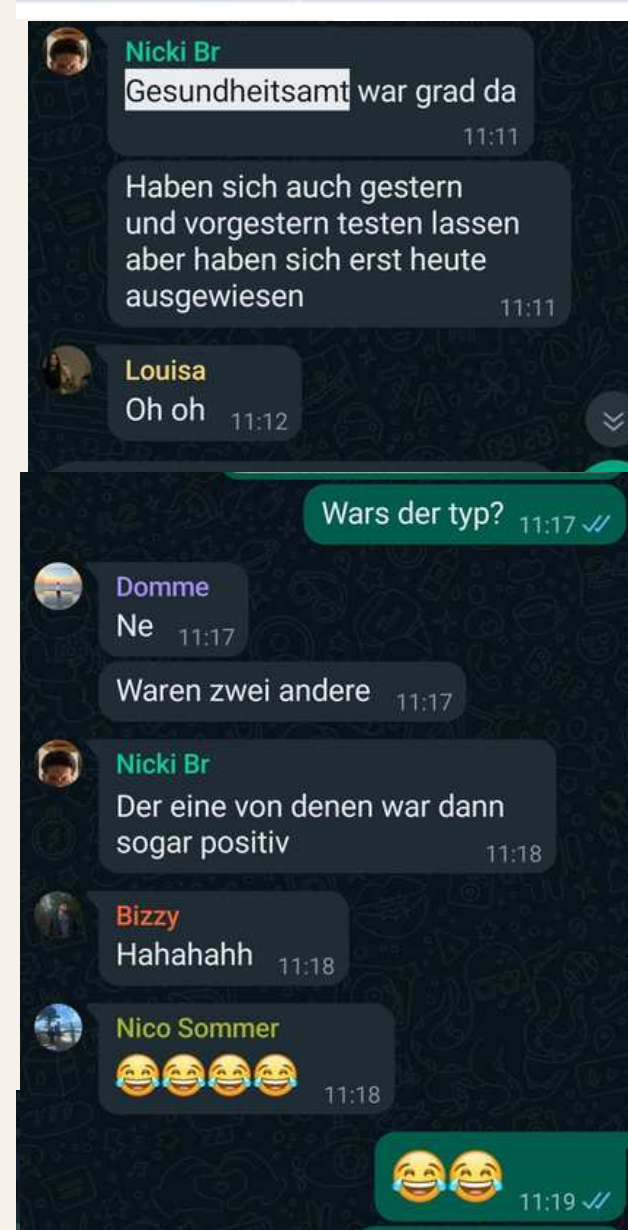 Nicki Br
Gesundheitsamt war grad da
11:11
Haben sich auch gestern
und vorgestern testen lassen
aber haben sich erst heute
ausgewiesen 11:11
Louisa
Oh oh 11:12
Wars der typ? 11:17
Domme
Ne 11:17
Waren zwei andere 11:17
Nicki Br
Der eine von denen war dann
sogar positiv 11:18
Bizzy
Hahahahh 11:18
Nico Sommer
😂😂😂😂 11:18
😂😂 11:19